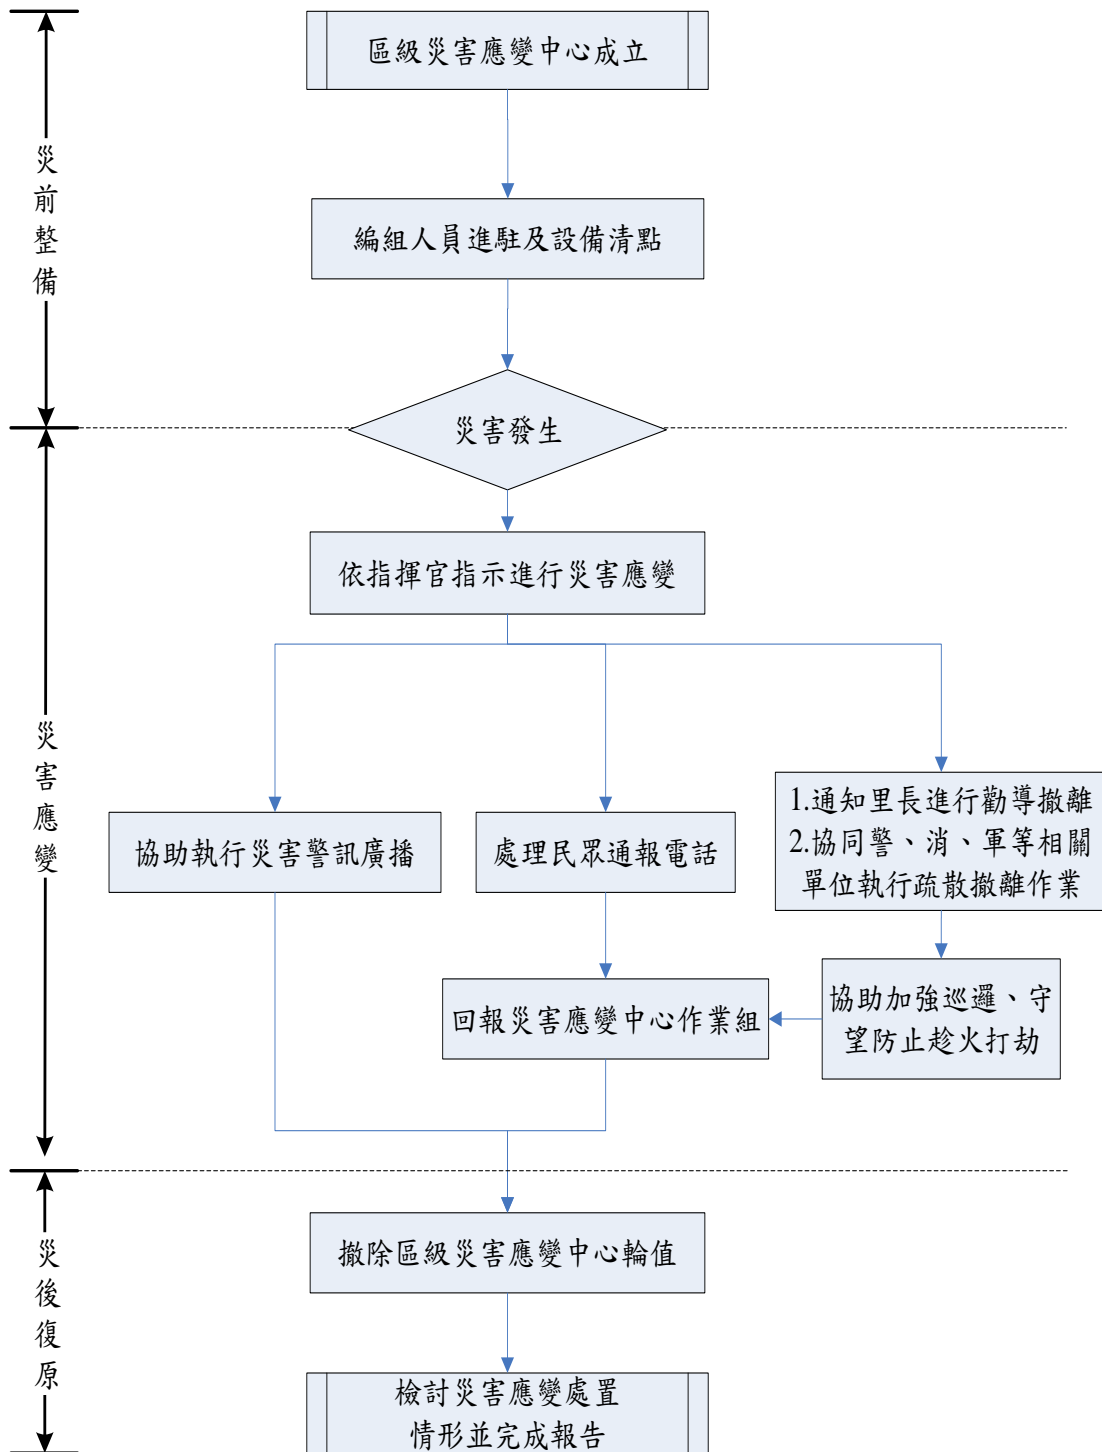 區級災害應變中心成立
災前整備
編組人員進駐及設備清點
災害發生
依指揮官指示進行災害應變
災害應變
協助執行災害警訊廣播
處理民眾通報電話
1.通知里長進行勸導撤離
2.協同警、消、軍等相關
單位執行疏散撤離作業
回報災害應變中心作業組
協助加強巡邏、守
望防止趁火打劫
撤除區級災害應變中心輪值
災後復原
檢討災害應變處置
情形並完成報告